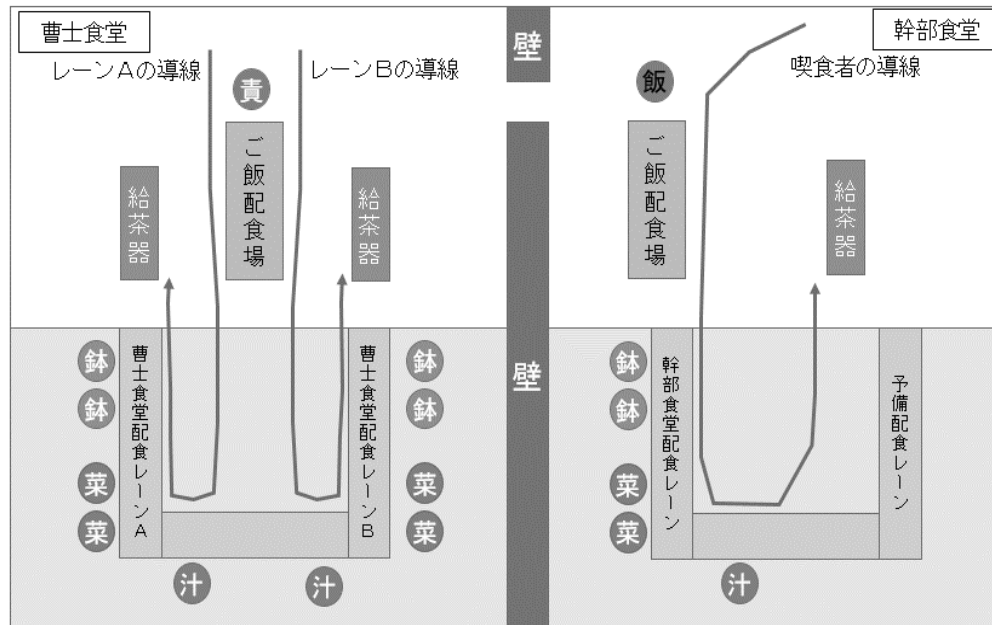 曹士食堂
レーンAの導線
レーンBの導線
責
ご飯配食場
給茶器
給茶器
鉢
鉢
菜
菜
曹士食堂配食レーンA
曹士食堂配食レーンB
鉢
鉢
菜
菜
汁
汁
壁
壁
幹部食堂
喫食者の導線
飯
ご飯配食場
給茶器
鉢
鉢
菜
菜
幹部食堂配食レーン
予備配食レーン
汁